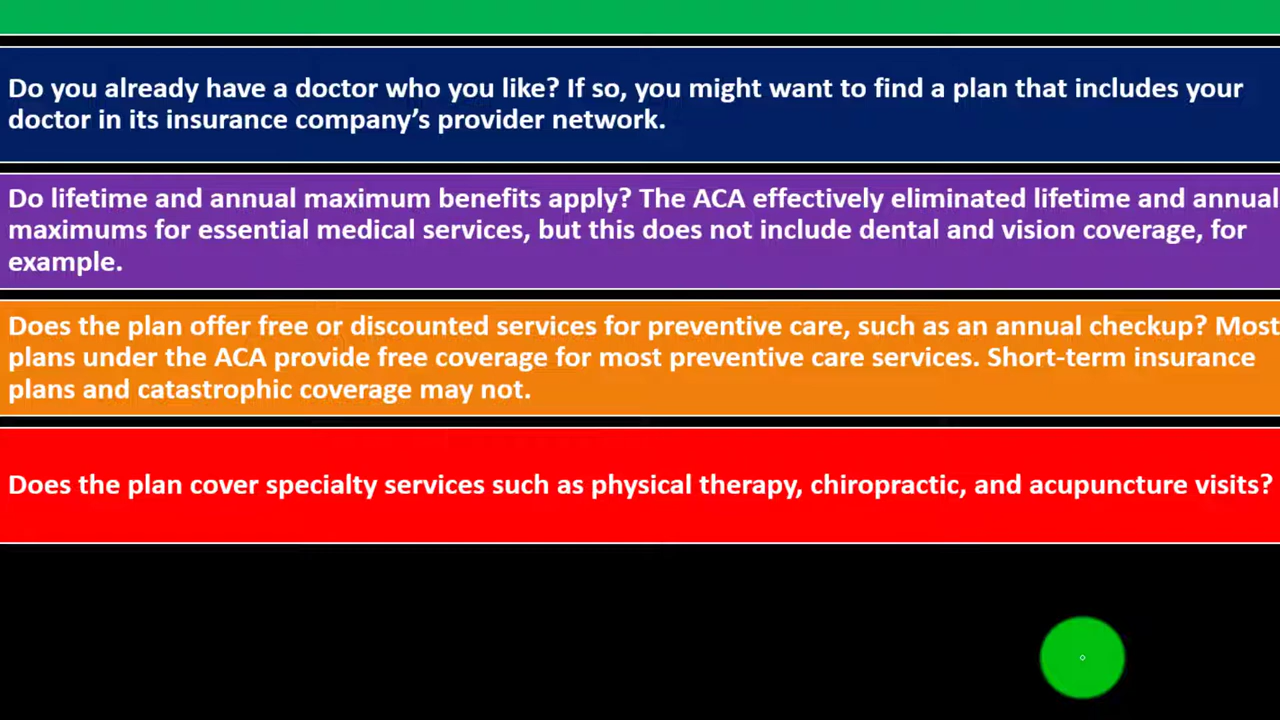 Do you already have a doctor who you like? If so, you might want to find a plan that includes your
doctor in its insurance company’s provider network.
Do lifetime and annual maximum benefits apply? The ACA effectively eliminated lifetime and annual
maximums for essential medical services, but this does not include dental and vision coverage, for
example.
Does the plan offer free or discounted services for preventive care, such as an annual checkup? Most
plans under the ACA provide free coverage for most preventive care services. Short-term insurance
plans and catastrophic coverage may not.
Does the plan cover specialty services such as physical therapy, chiropractic, and acupuncture visits?